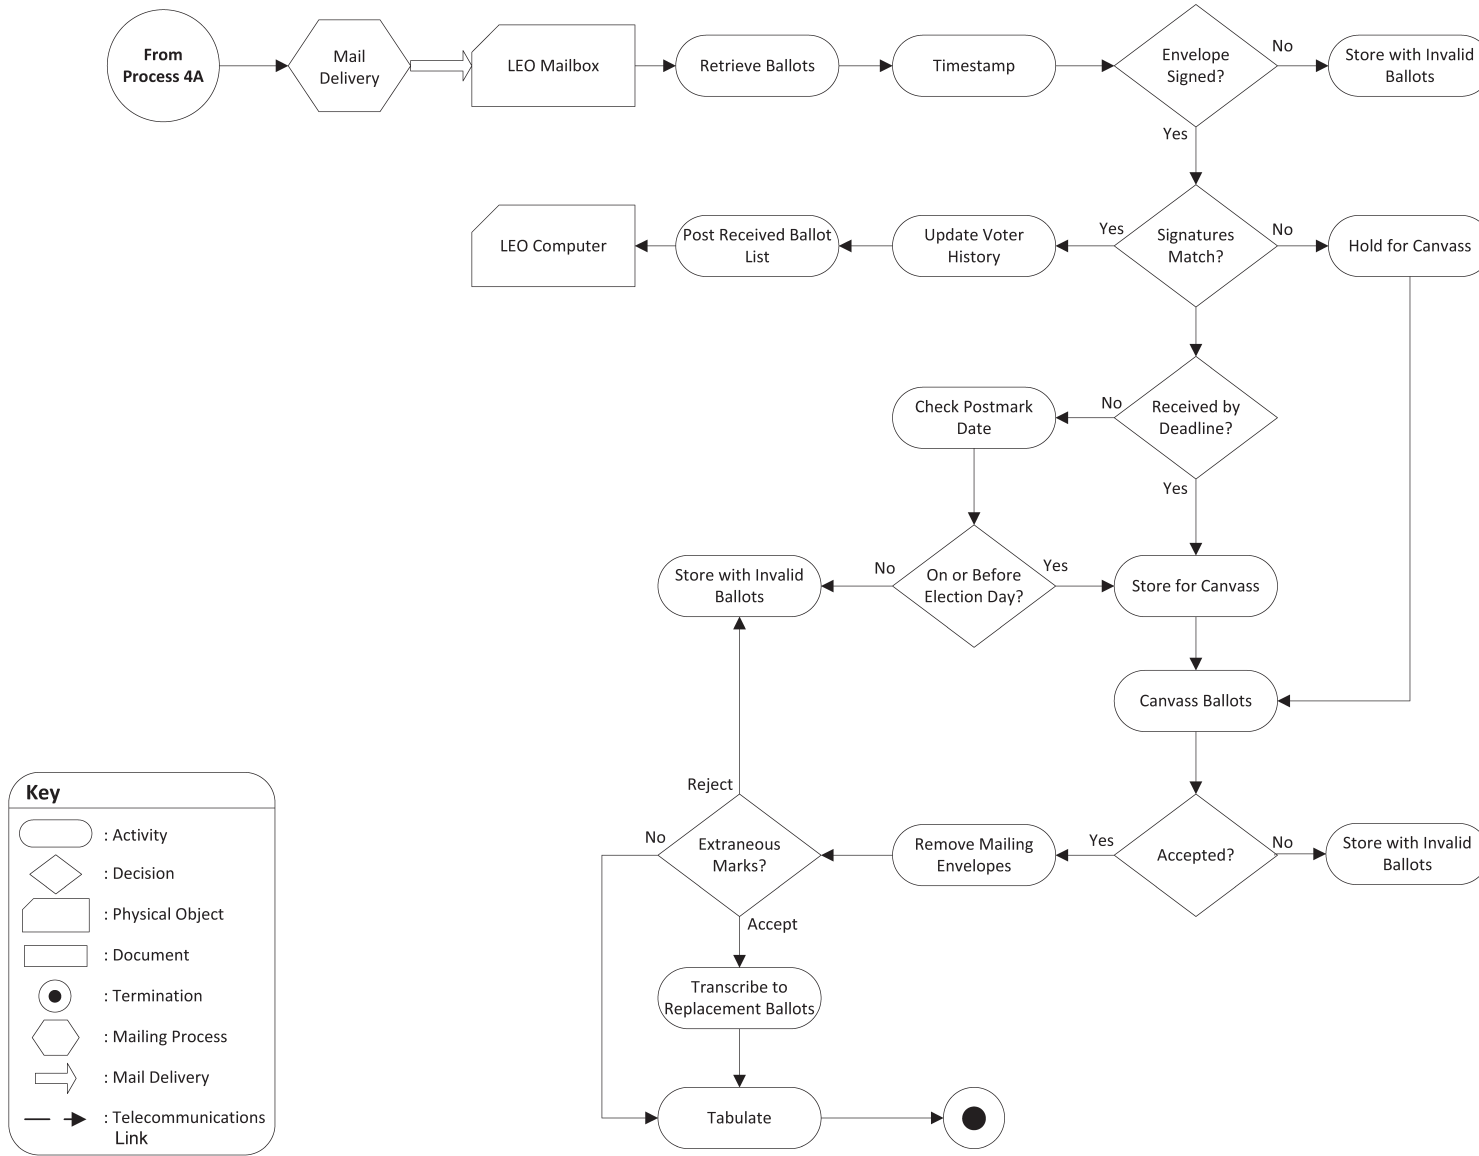 From
Process 4A
Mail
Delivery
LEO Mailbox
Retrieve Ballots
Timestamp
Envelope
Signed?
No
Store with Invalid
Ballots
Yes
LEO Computer
Post Received Ballot
List
Update Voter
History
Yes
Signatures
Match?
No
Hold for Canvass
Check Postmark
Date
No
Received by
Deadline?
Yes
Store with Invalid
Ballots
No
On or Before
Election Day?
Yes
Store for Canvass
Canvass Ballots
Reject
No
Extraneous
Marks?
Remove Mailing
Envelopes
Yes
Accepted?
No
Store with Invalid
Ballots
Accept
Transcribe to
Replacement Ballots
Tabulate
Key
: Activity
: Decision
: Physical Object
: Document
: Termination
: Mailing Process
: Mail Delivery
: Telecommunications
Link